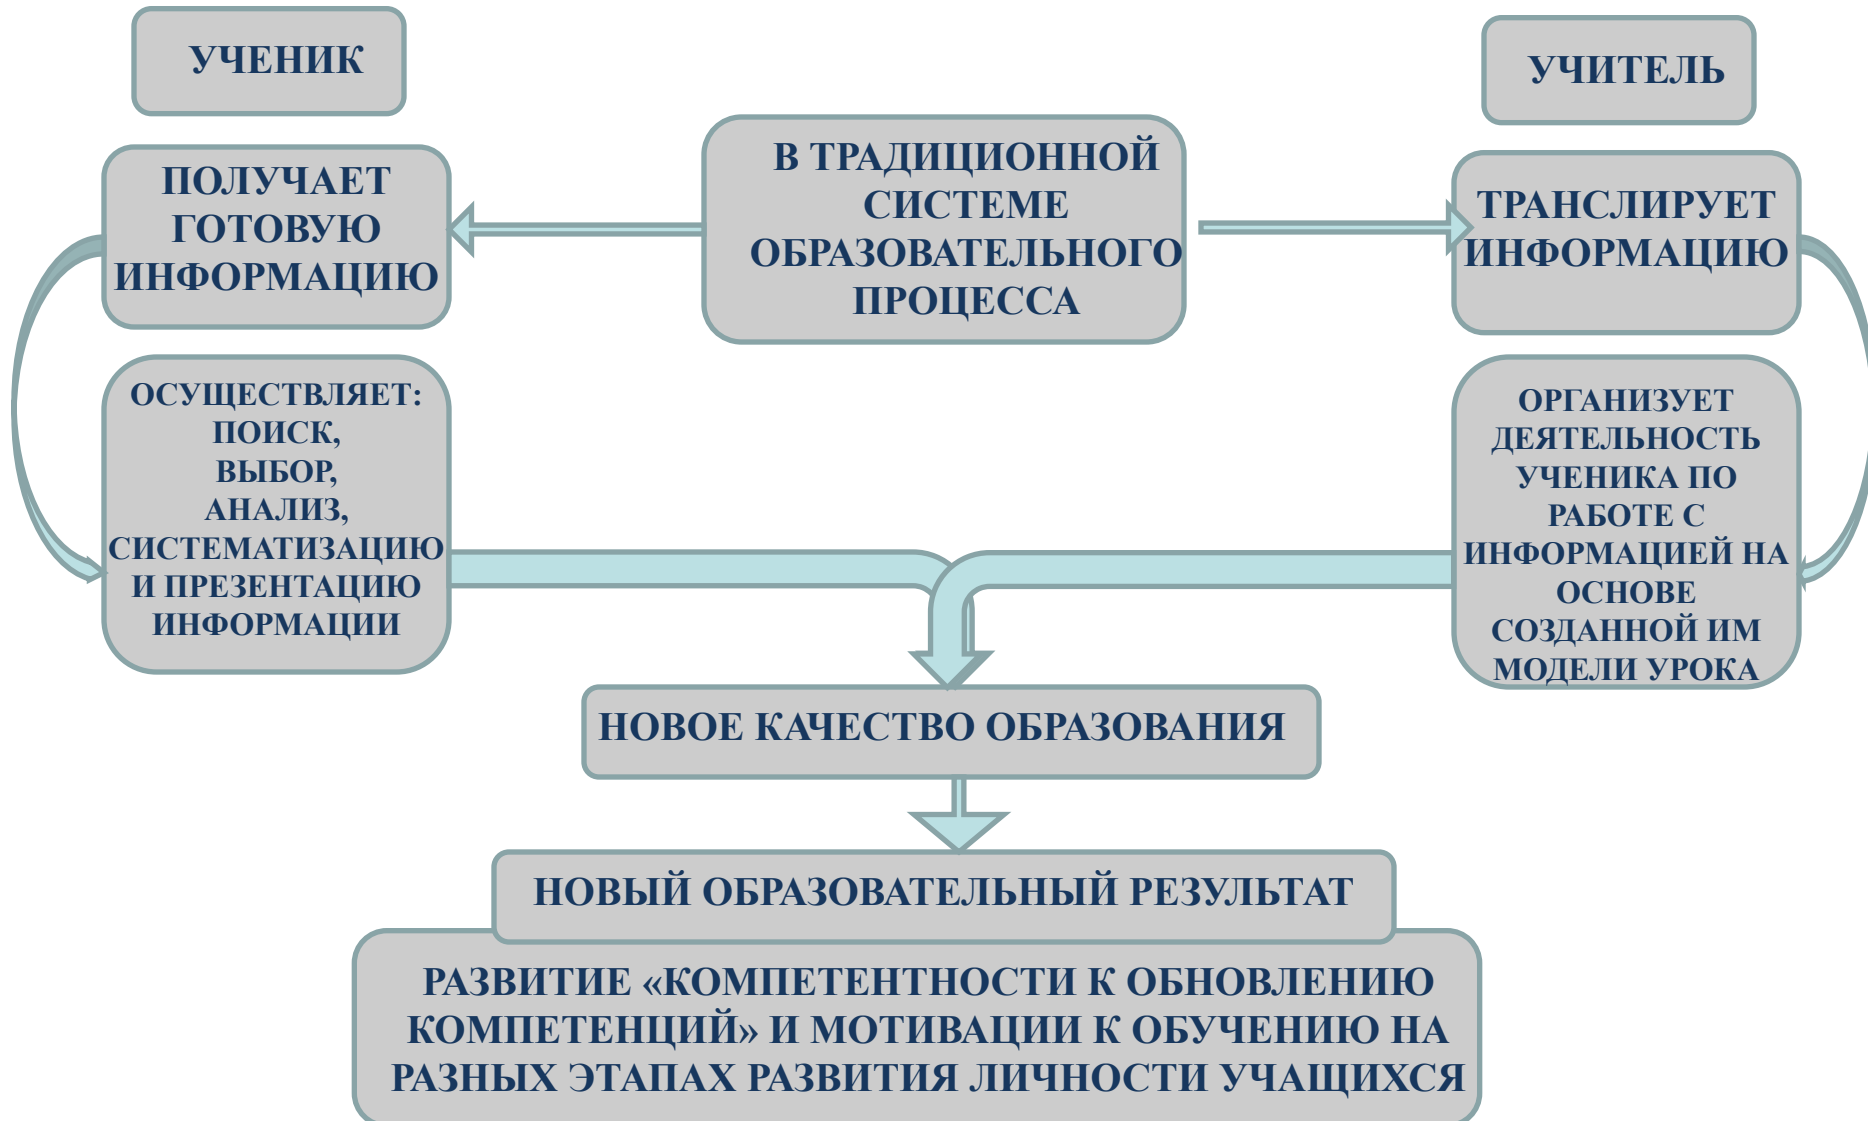 УЧЕНИК
УЧИТЕЛЬ
В ТРАДИЦИОННОЙ
СИСТЕМЕ
ОБРАЗОВАТЕЛЬНОГО
ПРОЦЕССА
ПОЛУЧАЕТ
ГОТОВУЮ
ИНФОРМАЦИЮ
ТРАНСЛИРУЕТ
ИНФОРМАЦИЮ
ОСУЩЕСТВЛЯЕТ:
ПОИСК,
ВЫБОР,
АНАЛИЗ,
СИСТЕМАТИЗАЦИЮ
И ПРЕЗЕНТАЦИЮ
ИНФОРМАЦИИ
ОРГАНИЗУЕТ
ДЕЯТЕЛЬНОСТЬ
УЧЕНИКА ПО
РАБОТЕ С
ИНФОРМАЦИЕЙ НА
ОСНОВЕ
СОЗДАННОЙ ИМ
МОДЕЛИ УРОКА
НОВОЕ КАЧЕСТВО ОБРАЗОВАНИЯ
НОВЫЙ ОБРАЗОВАТЕЛЬНЫЙ РЕЗУЛЬТАТ
РАЗВИТИЕ «КОМПЕТЕНТНОСТИ К ОБНОВЛЕНИЮ
КОМПЕТЕНЦИЙ» И МОТИВАЦИИ К ОБУЧЕНИЮ НА
РАЗНЫХ ЭТАПАХ РАЗВИТИЯ ЛИЧНОСТИ УЧАЩИХСЯ